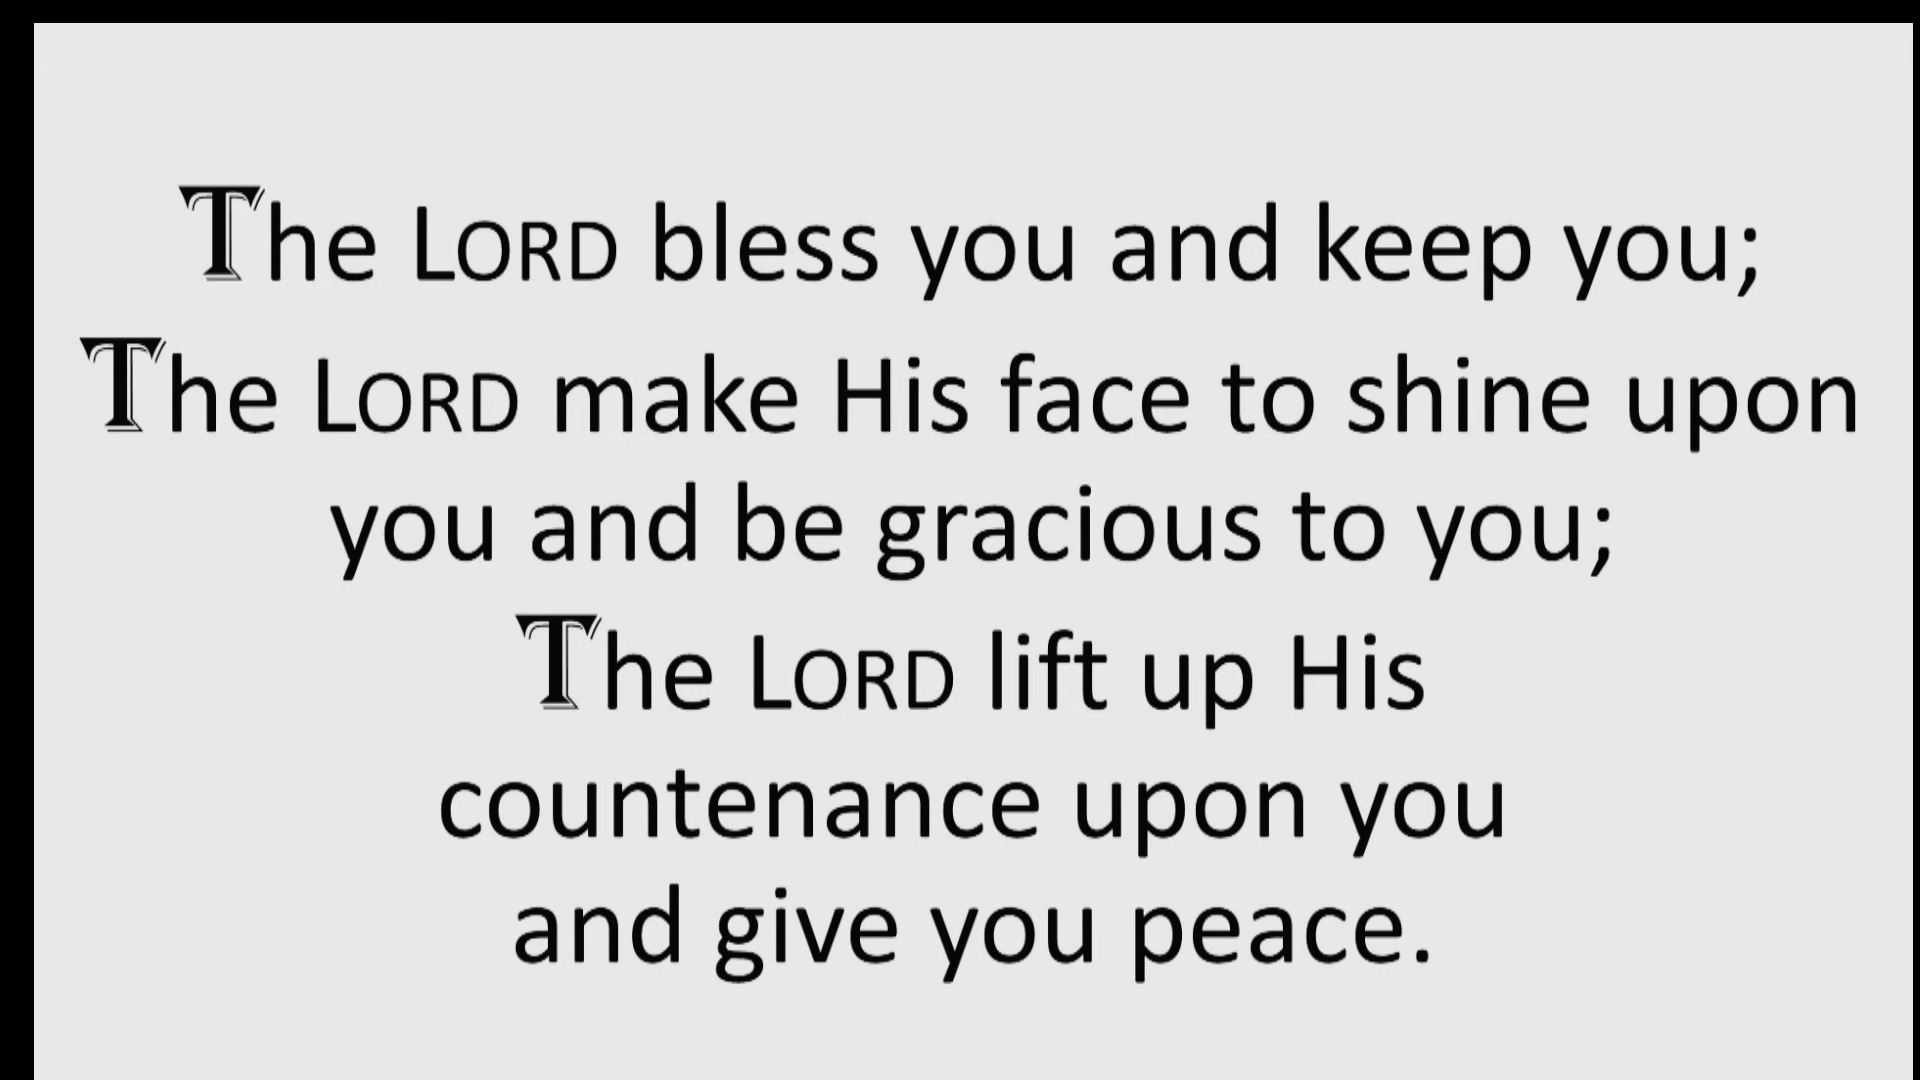 The LORD bless you and keep you;
The LORD make His face to shine upon
you and be gracious to you;
The LORD lift up His
countenance upon you
and give you peace.